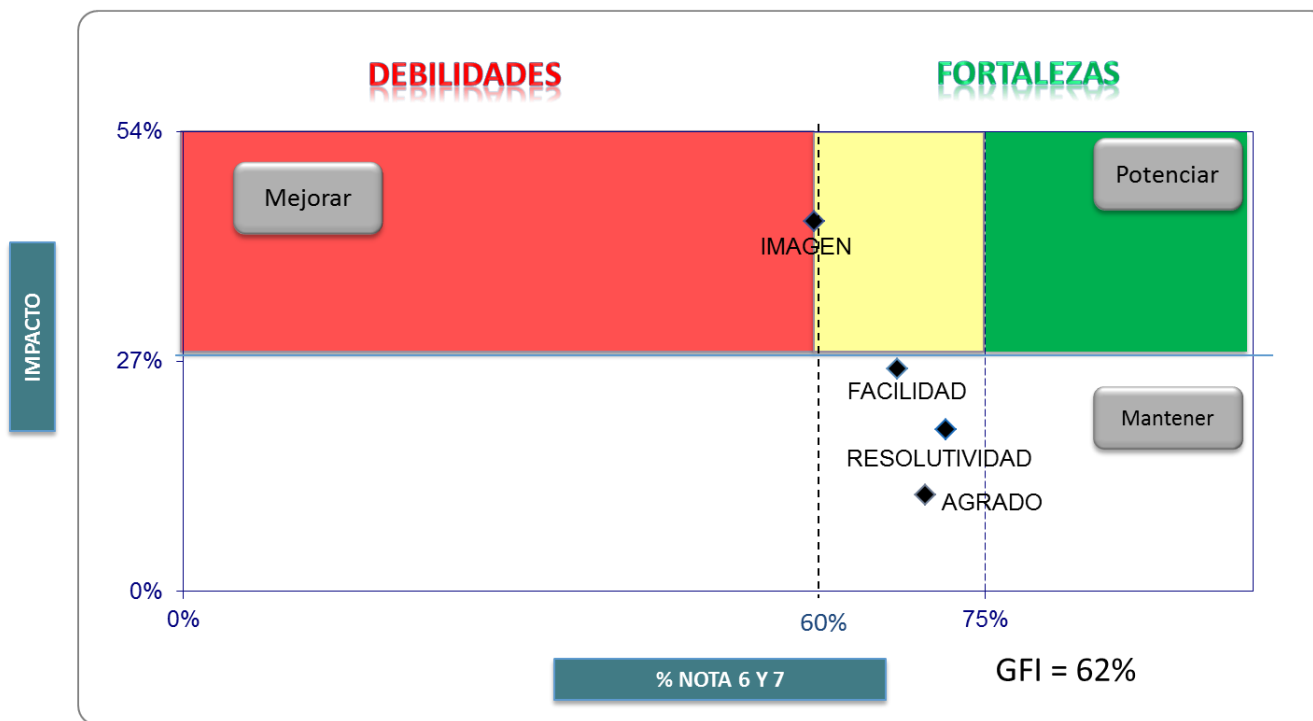 DEBILIDADES
FORTALEZAS
54%
Mejorar
Potenciar
IMAGEN
IMPACTO
27%
FACILIDAD
Mantener
RESOLUTIVIDAD
AGRADO
0%
0%
60%
75%
% NOTA 6 Y 7
GFI = 62%